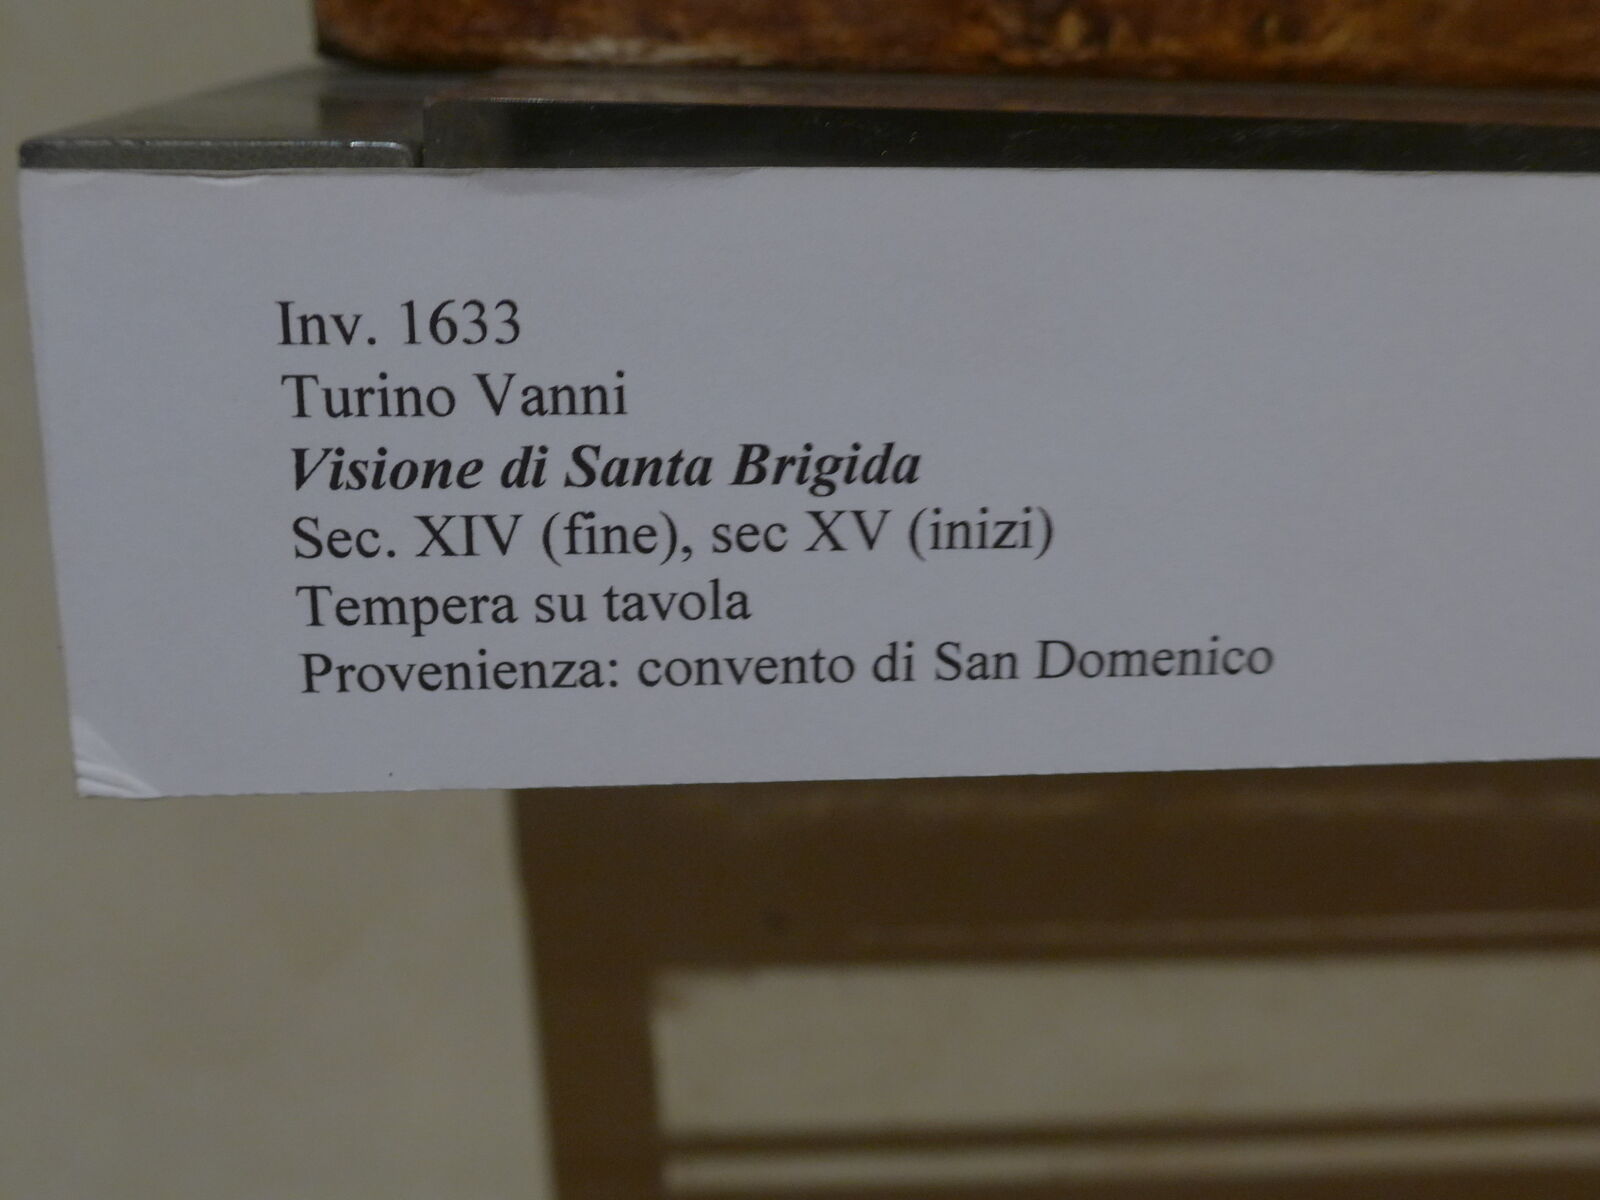 Inv. 1633
Turino Vanni
Visione di Santa Brigida
Sec. XIV (fine), sec XV (inizi)
Tempera su tavola
Provenienza: convento di San Domenico